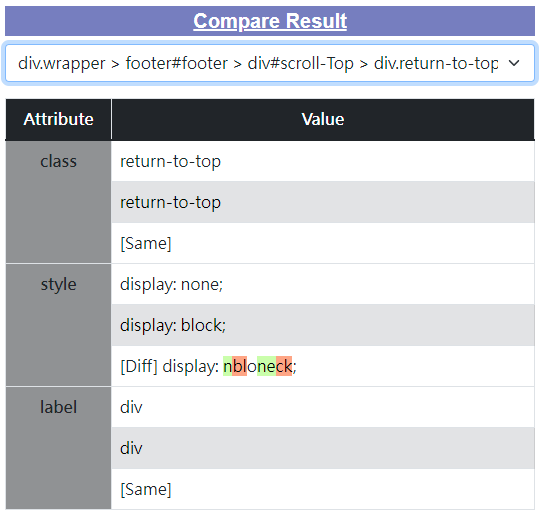 Compare Result
div.wrapper > footer#footer > div#scroll-Top > div.return-to-top
Attribute Value
class return-to-top
return-to-top
[Same]
style display: none;
display: block;
[Diff] display: nbloneck;
label div
div
[Same]